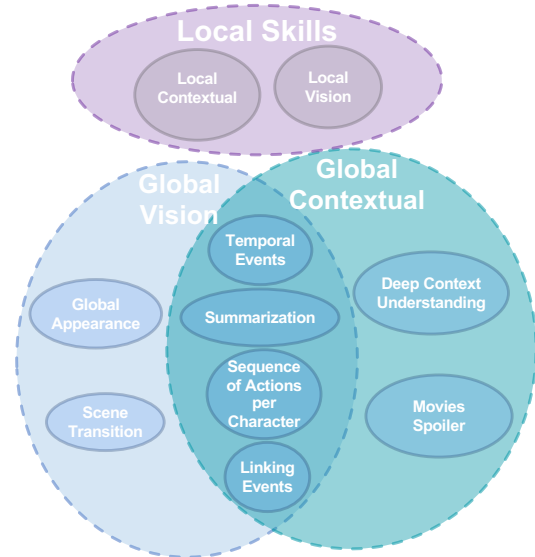 Local Skills
Local
Contextual
Local
Vision
Global
Vision
Global
Contextual
Temporal
Events
Global
Appearance
Summarization
Deep Context
Understanding
Sequence
of Actions
per
Character
Scene
Transition
Movies
Spoiler
Linking
Events